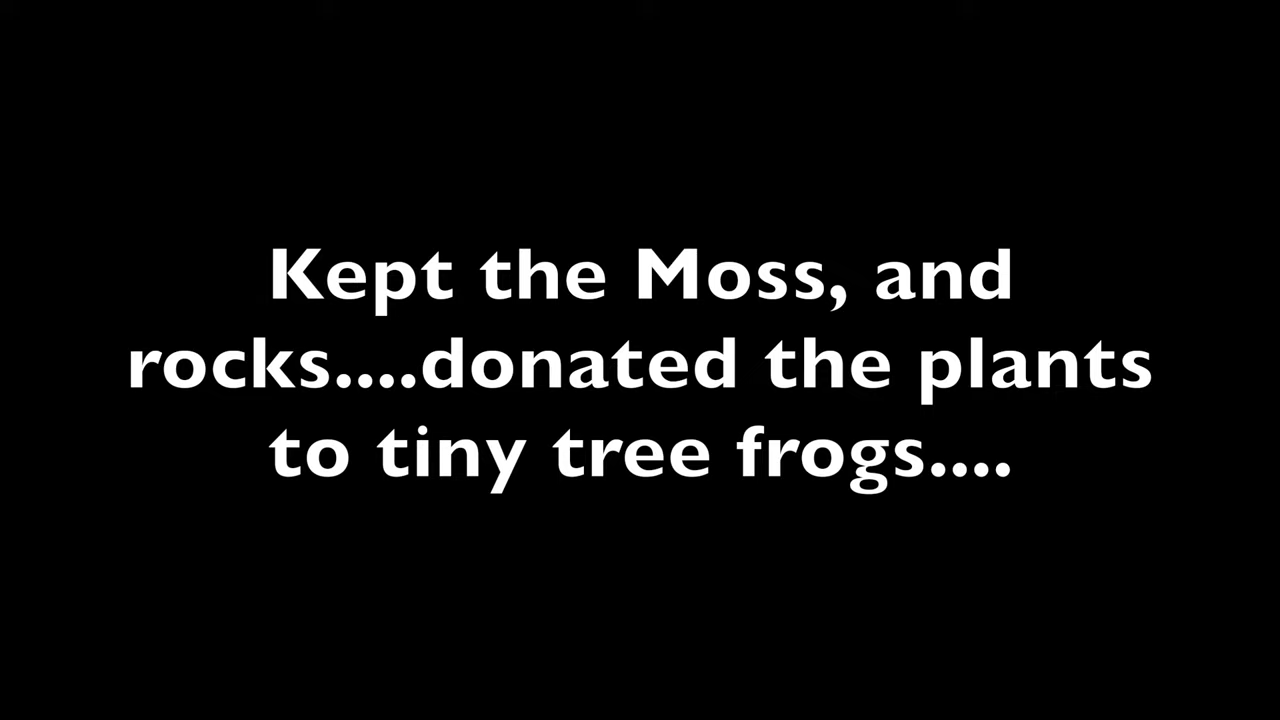 Kept the Moss, and
rocks....donated the plants
to tiny tree frogs....